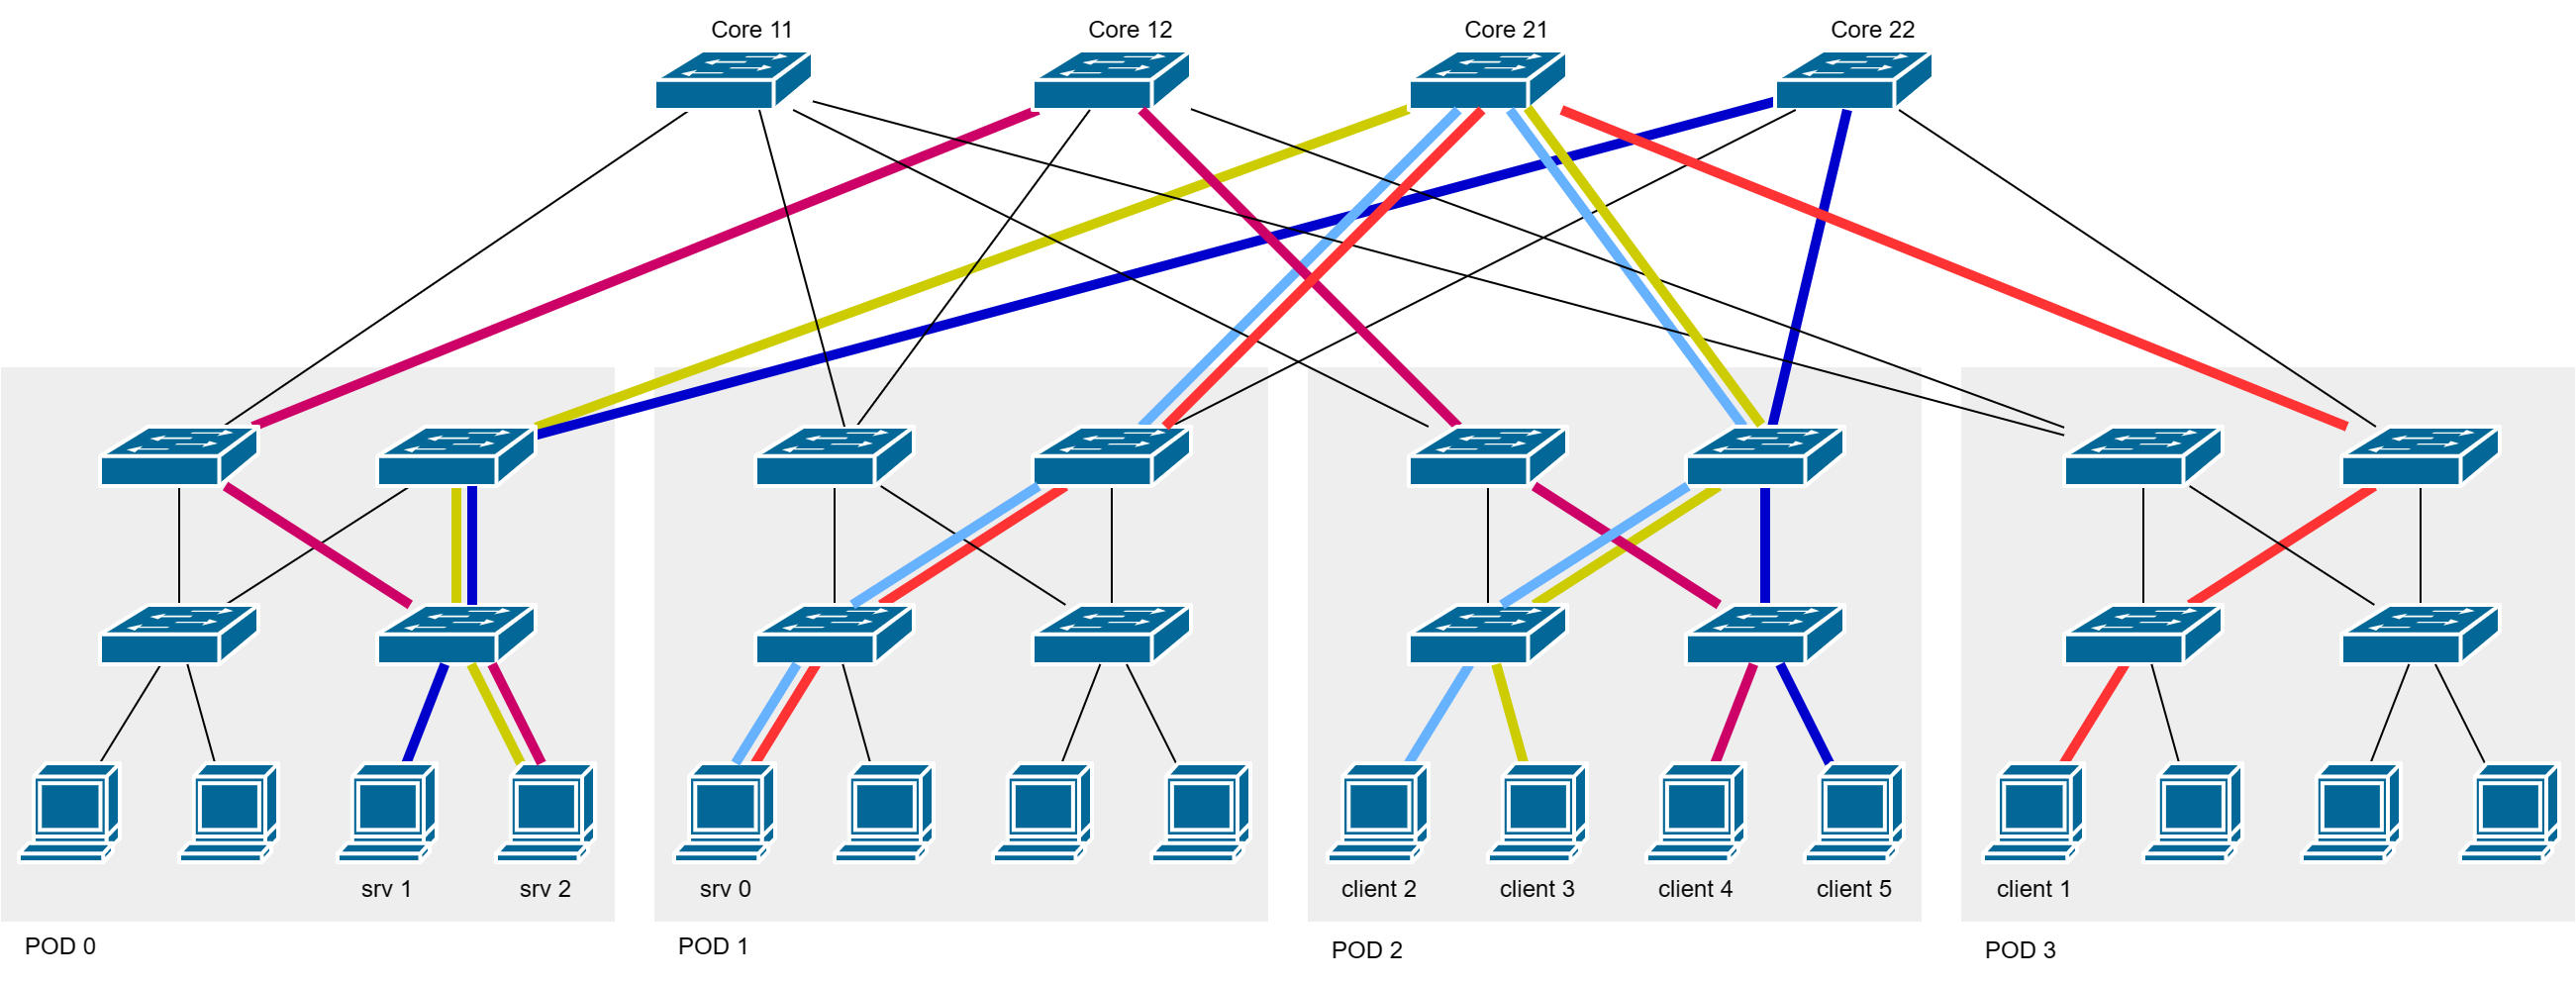 Core 11
Core 12
Core 21
Core 22
srv 1
srv 2
srv 0
client 2
client 3
client 4
client 5
client 1
POD 0
POD 1
POD 2
POD 3